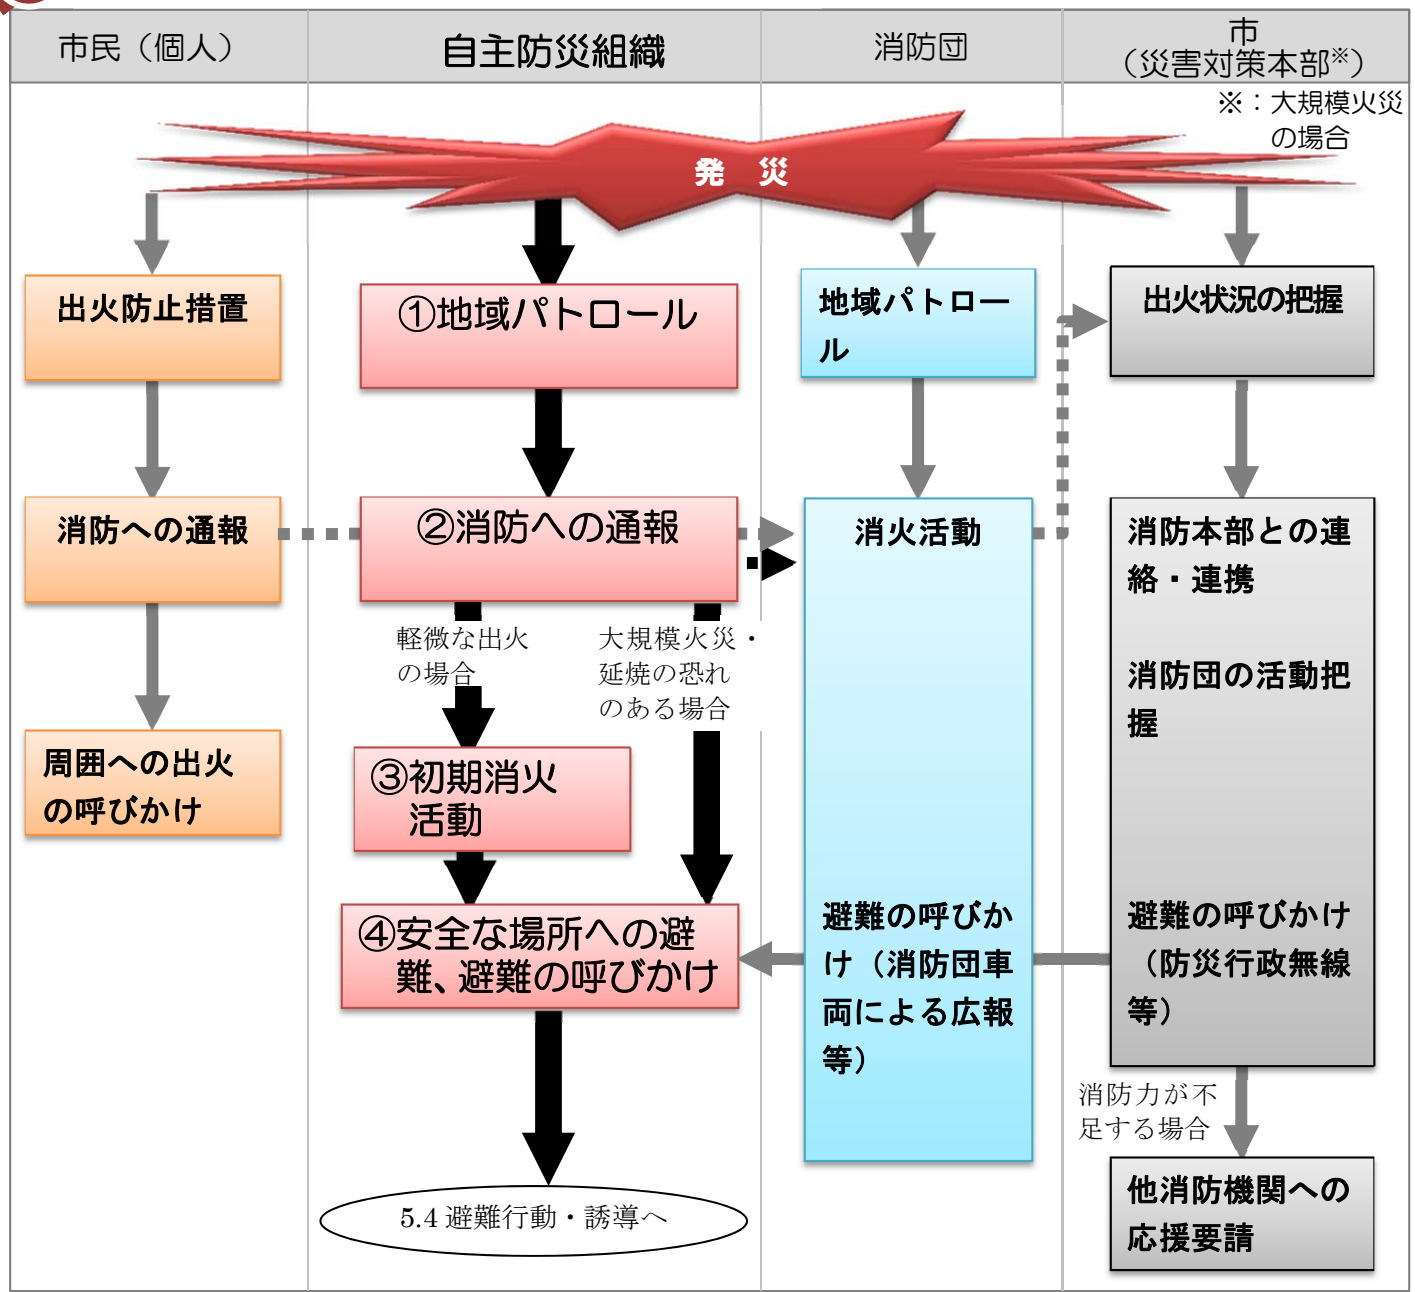 市民（個人）
自主防災組織
消防団
市
（災害対策本部※）
※：大規模火災
の場合
発　災
出火防止措置
①地域パトロール
地域パトロー
ル
出火状況の把握
消防への通報
②消防への通報
消火活動
消防本部との連
絡・連携
消防団の活動把
握
軽微な出火
の場合
大規模火災・
延焼の恐れ
のある場合
周囲への出火
の呼びかけ
③初期消火
活動
④安全な場所への避
難、避難の呼びかけ
避難の呼びか
け（消防団車
両による広報
等）
避難の呼びかけ
（防災行政無線
等）
消防力が不
足する場合
5.4 避難行動・誘導へ
他消防機関への
応援要請